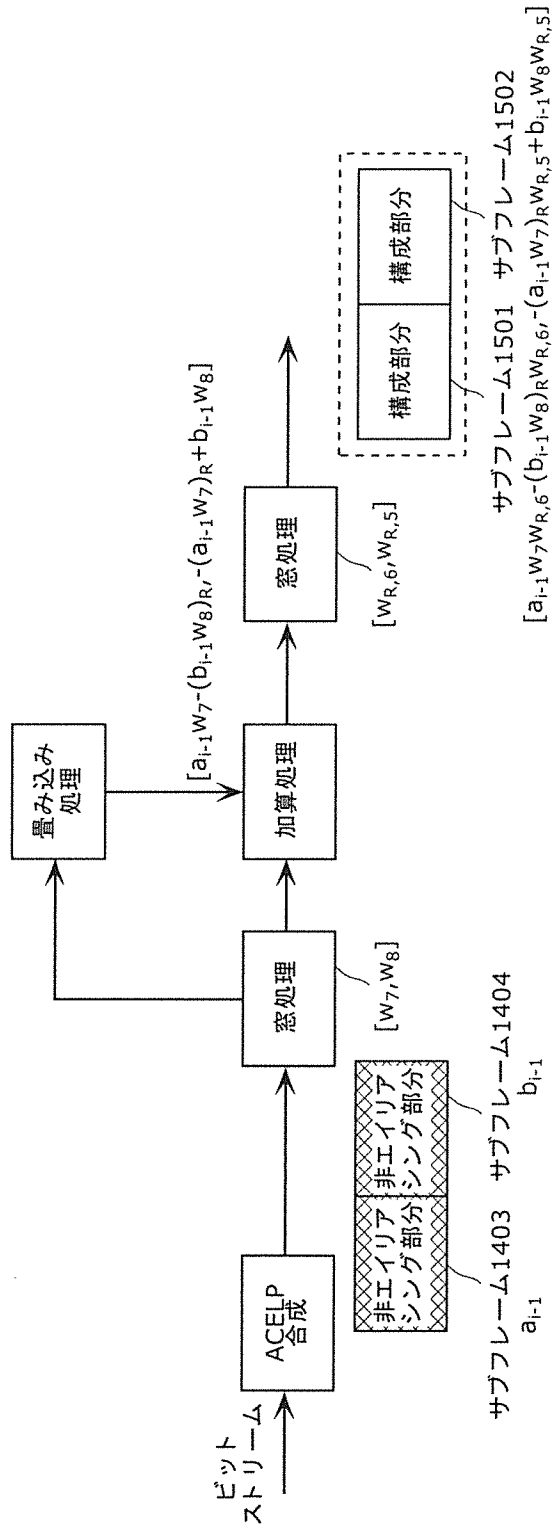 ビット
ストリーム
ACELP
合成
非エイリア
シング部分
非エイリア
シング部分
サブフレーム1403
a_{i-1}
サブフレーム1404
b_{i-1}
窓処理
[w_7,w_8]
畳み込み
処理
加算処理
[a_{i-1}w_7-(b_{i-1}w_8)_R,-(a_{i-1}w_7)_R+b_{i-1}w_8]
窓処理
[w_{R,6},w_{R,5}]
構成部分
構成部分
サブフレーム1501
サブフレーム1502
[a_{i-1}w_7w_{R,6}-(b_{i-1}w_8)_Rw_{R,6},-(a_{i-1}w_7)_Rw_{R,5}+b_{i-1}w_8w_{R,5}]